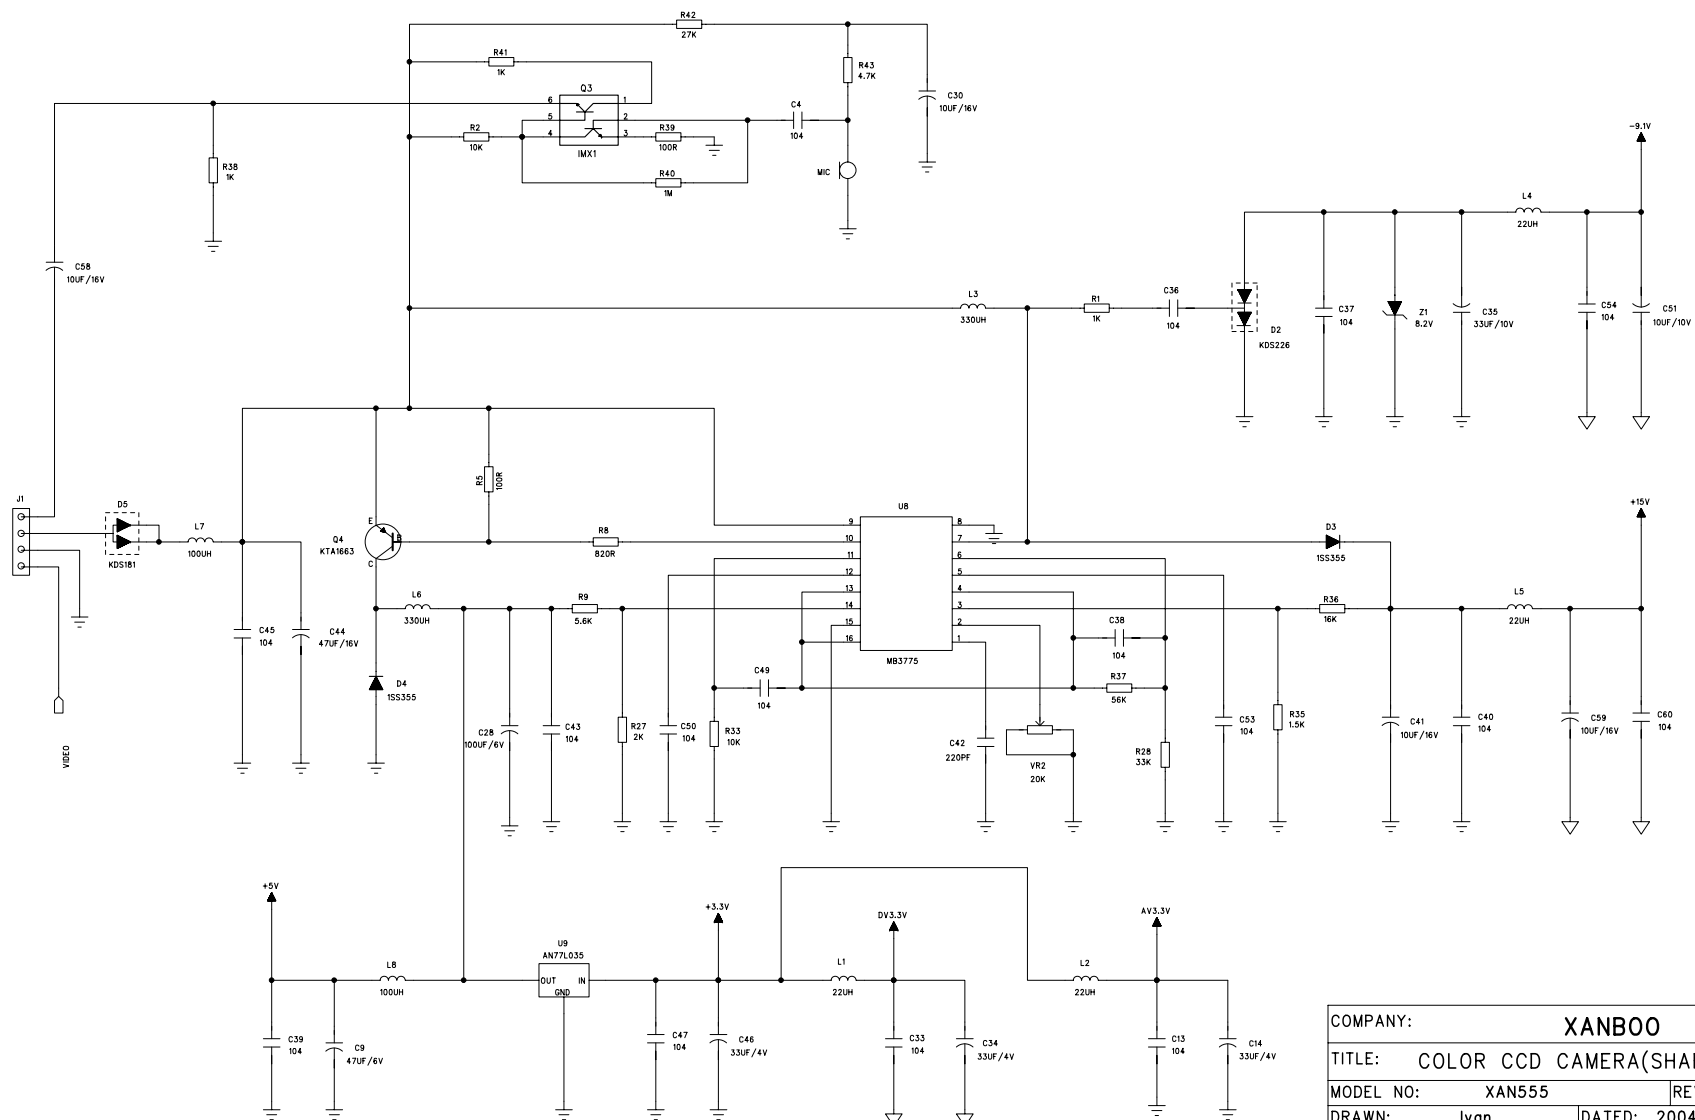 R42
27K
R41
1K
R43
4.7K
Q3
C30
10UF/16V
6
1
C4
104
5
2
R2
10K
4
3
R39
100R
IMX1
-9.1V
R38
1K
R40
1M
MIC
L4
22UH
C58
10UF/16V
L3
330UH
R1
1K
C36
104
D2
KDS226
C37
104
Z1
8.2V
C35
33UF/10V
C54
104
C51
10UF/10V
R5
100R
J1
D5
KDS181
L7
100UH
Q4
KTA1663
E
B
C
R8
820R
U8
9
10
11
12
13
14
15
16
8
7
6
5
4
3
2
1
MB3775
D3
1SS355
+15V
L6
330UH
R9
5.6K
R36
16K
L5
22UH
C45
104
C44
47UF/16V
D4
1SS355
C38
104
C49
104
R37
56K
C28
100UF/6V
C43
104
R27
2K
C50
104
R33
10K
C42
220PF
VR2
20K
R28
33K
C53
104
R35
1.5K
C41
10UF/16V
C40
104
C59
10UF/16V
C60
104
VIDEO
+5V
+3.3V
DV3.3V
AV3.3V
U9
AN77L035
OUT
IN
GND
L8
100UH
L1
22UH
L2
22UH
C39
104
C9
47UF/6V
C47
104
C46
33UF/4V
C33
104
C34
33UF/4V
C13
104
C14
33UF/4V
COMPANY: XANBOO
TITLE: COLOR CCD CAMERA(SHA
MODEL NO: XAN555 RE
DRAWN: Ivan DATED: 2004